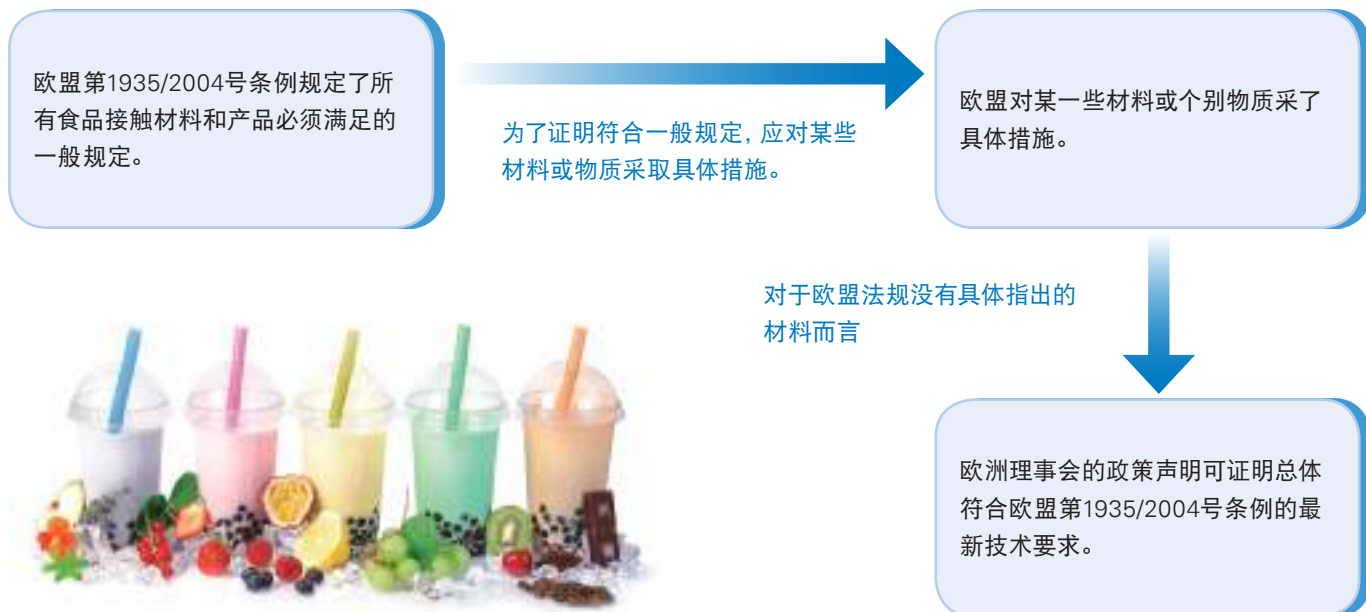 欧盟第1935/2004号条例规定了所
有食品接触材料和产品必须满足的
一般规定。
为了证明符合一般规定, 应对某些
材料或物质采取具体措施。
欧盟对某一些材料或个别物质采了
具体措施。
对于欧盟法规没有具体指出的
材料而言
欧洲理事会的政策声明可证明总体
符合欧盟第1935/2004号条例的最
新技术要求。